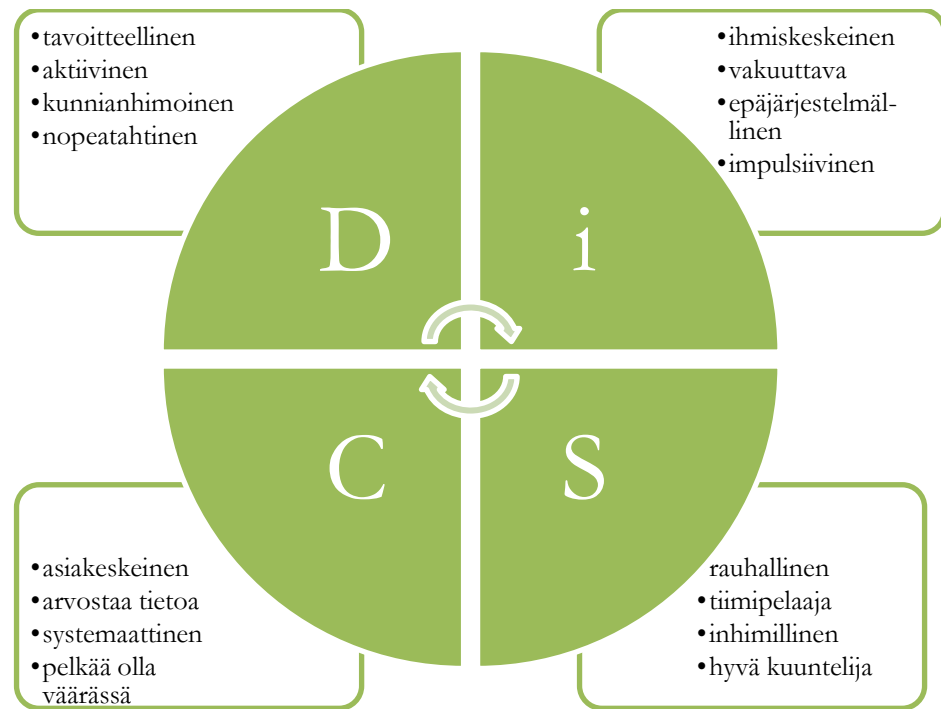 •tavoitteellinen
•aktiivinen
•kunnianhimoinen
•nopeatahtinen
•ihmiskeskeinen
•vakuuttava
•epäjärjestelmäl-
linen
•impulsiivinen
D
i
C
S
•asiakeskeinen
•arvostaa tietoa
•systemaattinen
•pelkää olla
väärässä
rauhallinen
•tiimipelaaja
•inhimillinen
•hyvä kuuntelija